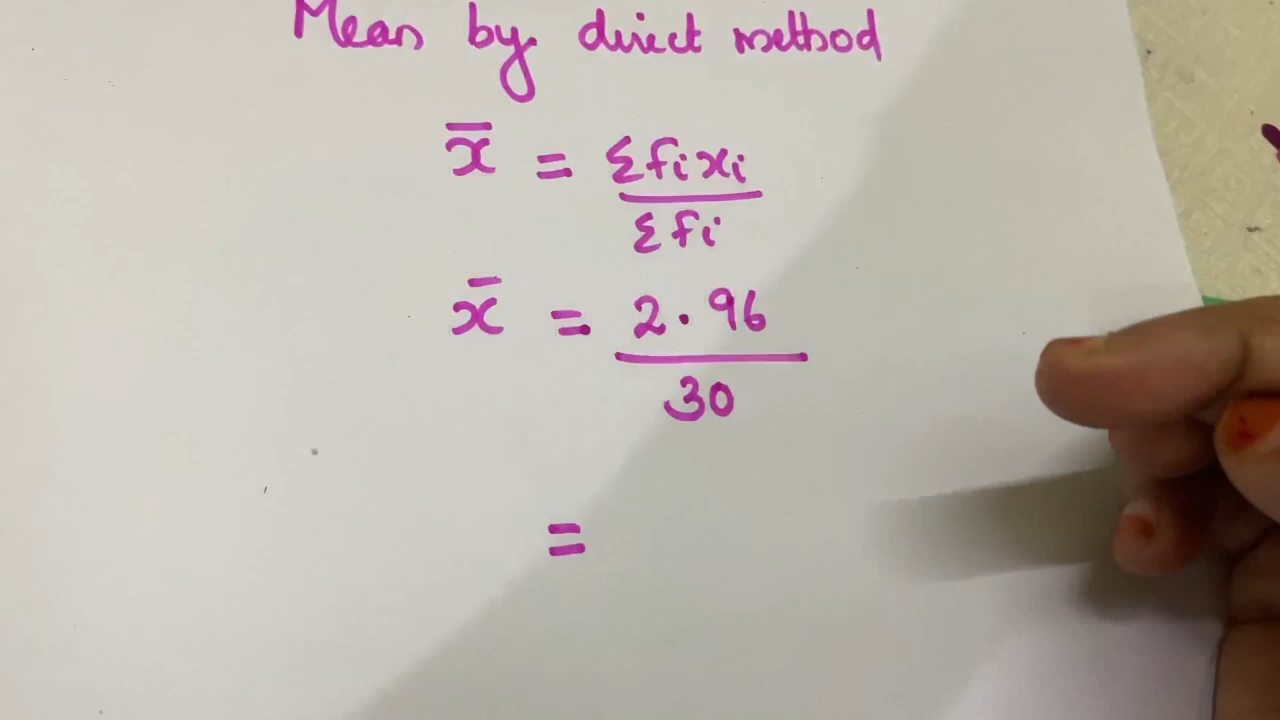 Mean by direct method
x̄ = Σfixi
Σfi
x̄ = 2.96
30
=